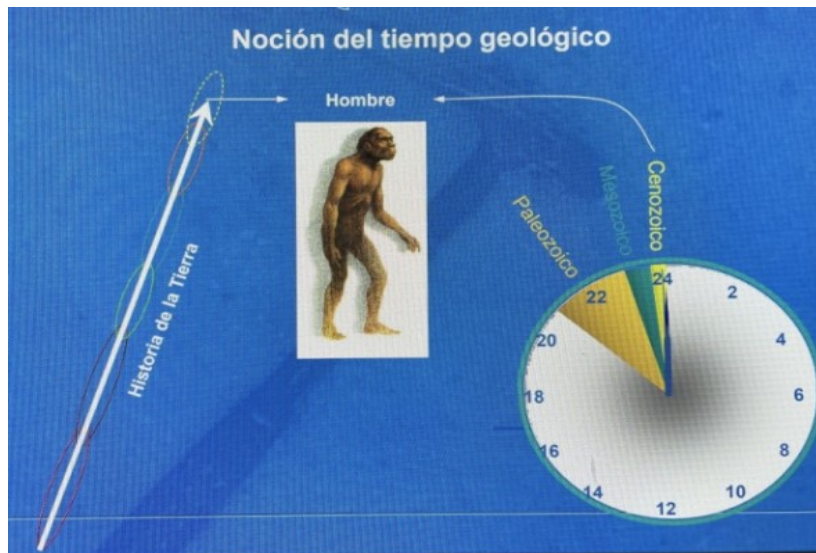 Noción del tiempo geológico
Hombre
Historia de la Tierra
Paleozoico
Mesozoico
Cenozoico
24
2
4
6
8
10
12
14
16
18
20
22